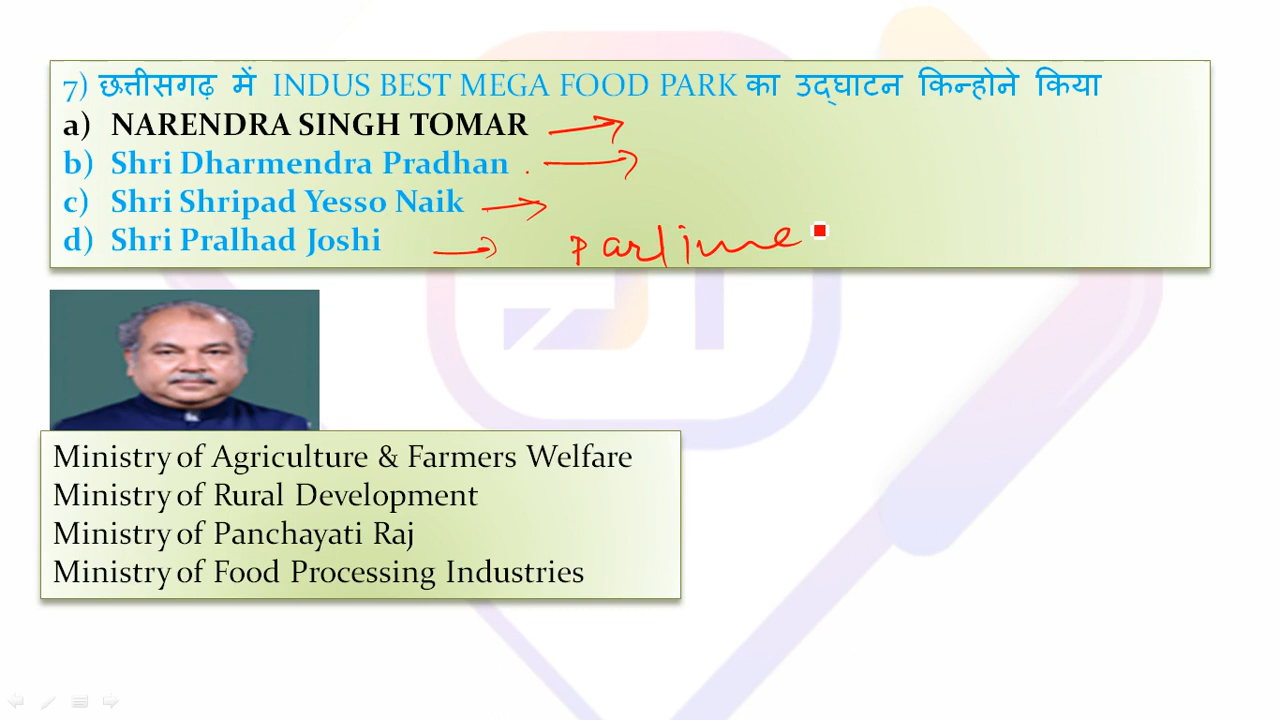 7) छत्तीसगढ़ में INDUS BEST MEGA FOOD PARK का उद्घाटन किन्होने किया
a) NARENDRA SINGH TOMAR
b) Shri Dharmendra Pradhan
c) Shri Shripad Yesso Naik
d) Shri Pralhad Joshi
Ministry of Agriculture & Farmers Welfare
Ministry of Rural Development
Ministry of Panchayati Raj
Ministry of Food Processing Industries